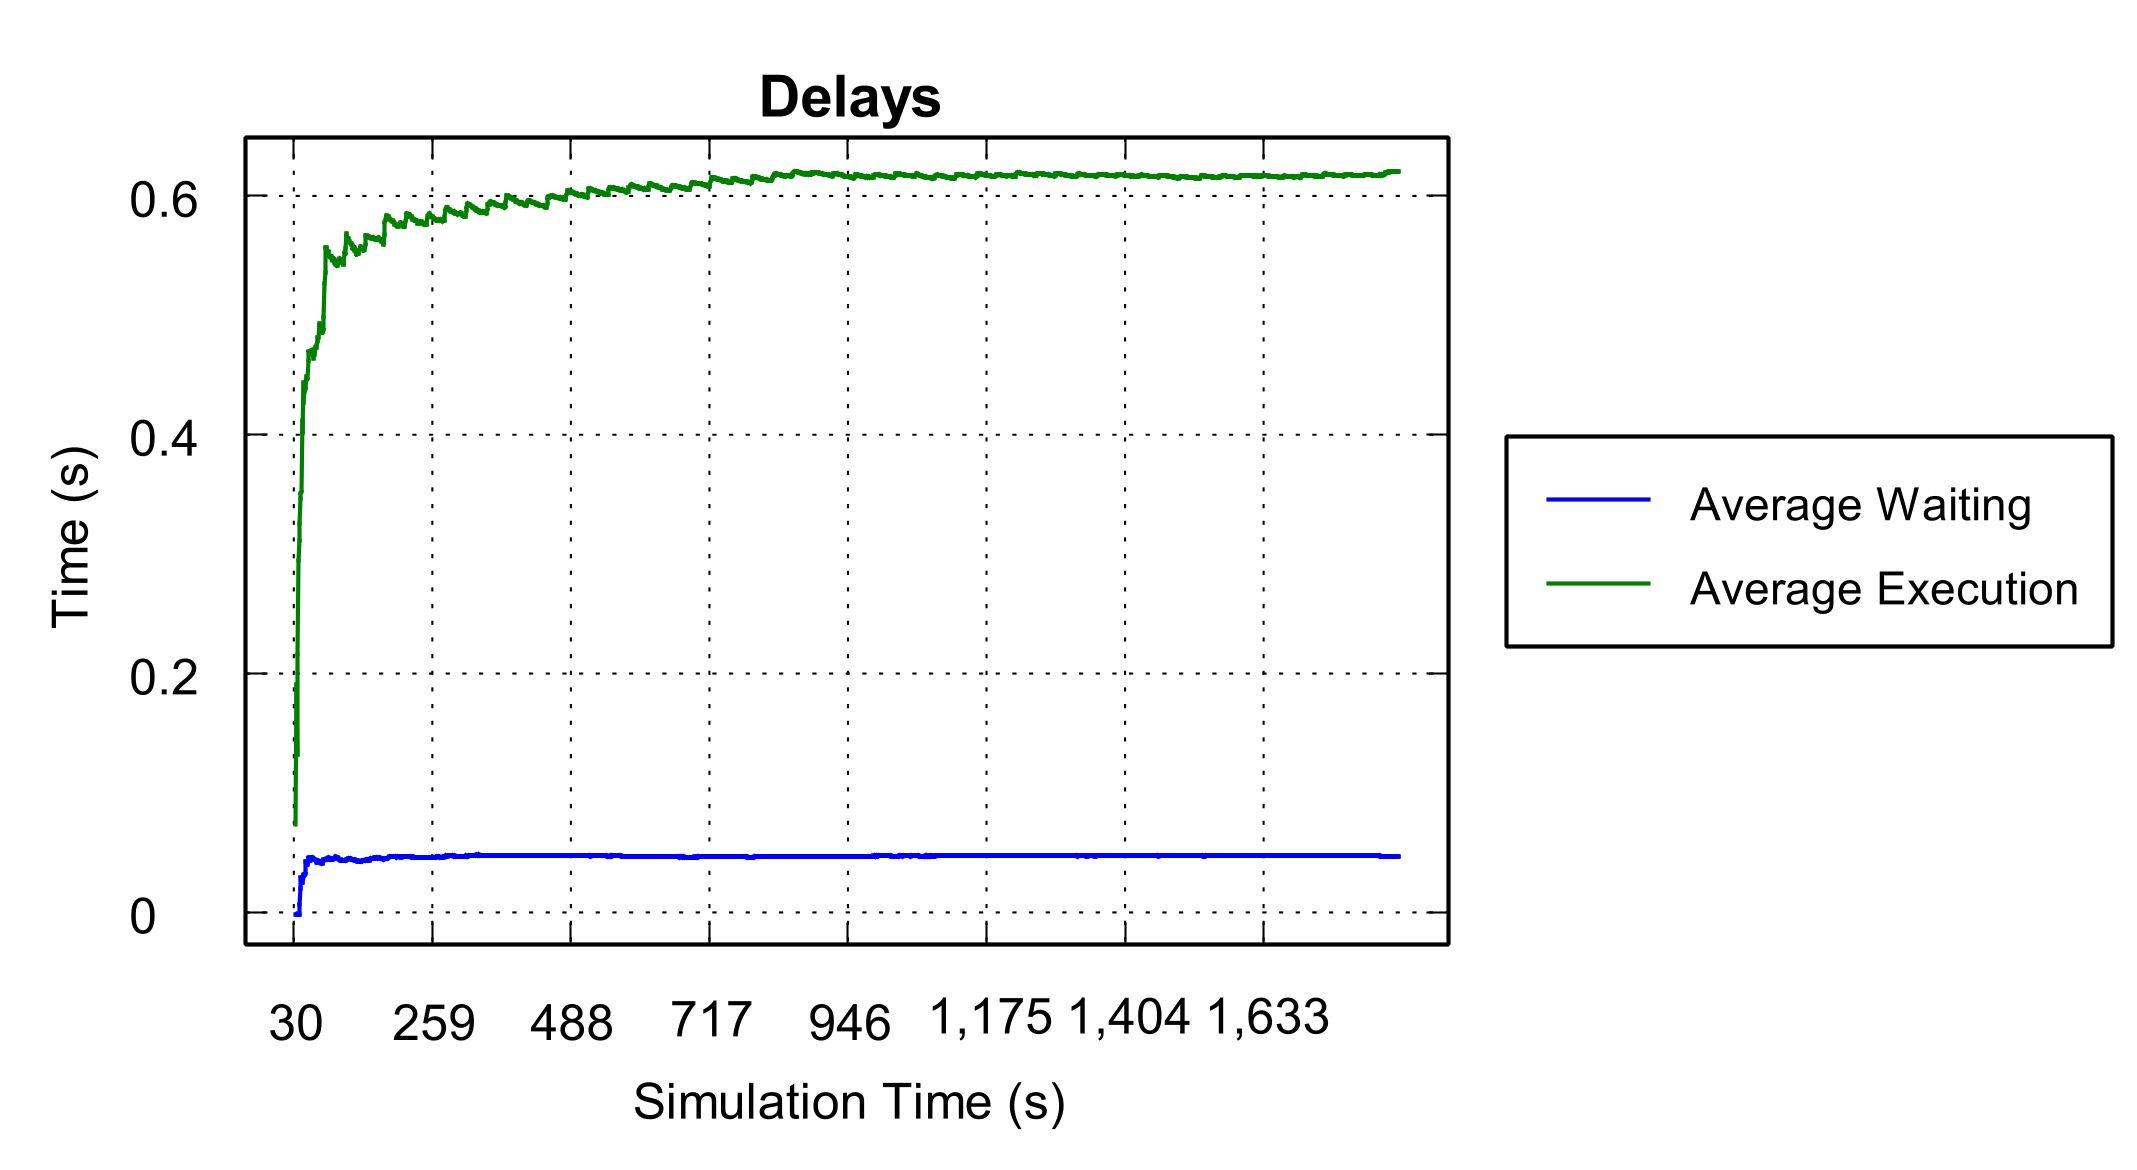 Delays
0.6
0.4
0.2
0
Time (s)
30 259 488 717 946 1,175 1,404 1,633
Simulation Time (s)
Average Waiting
Average Execution